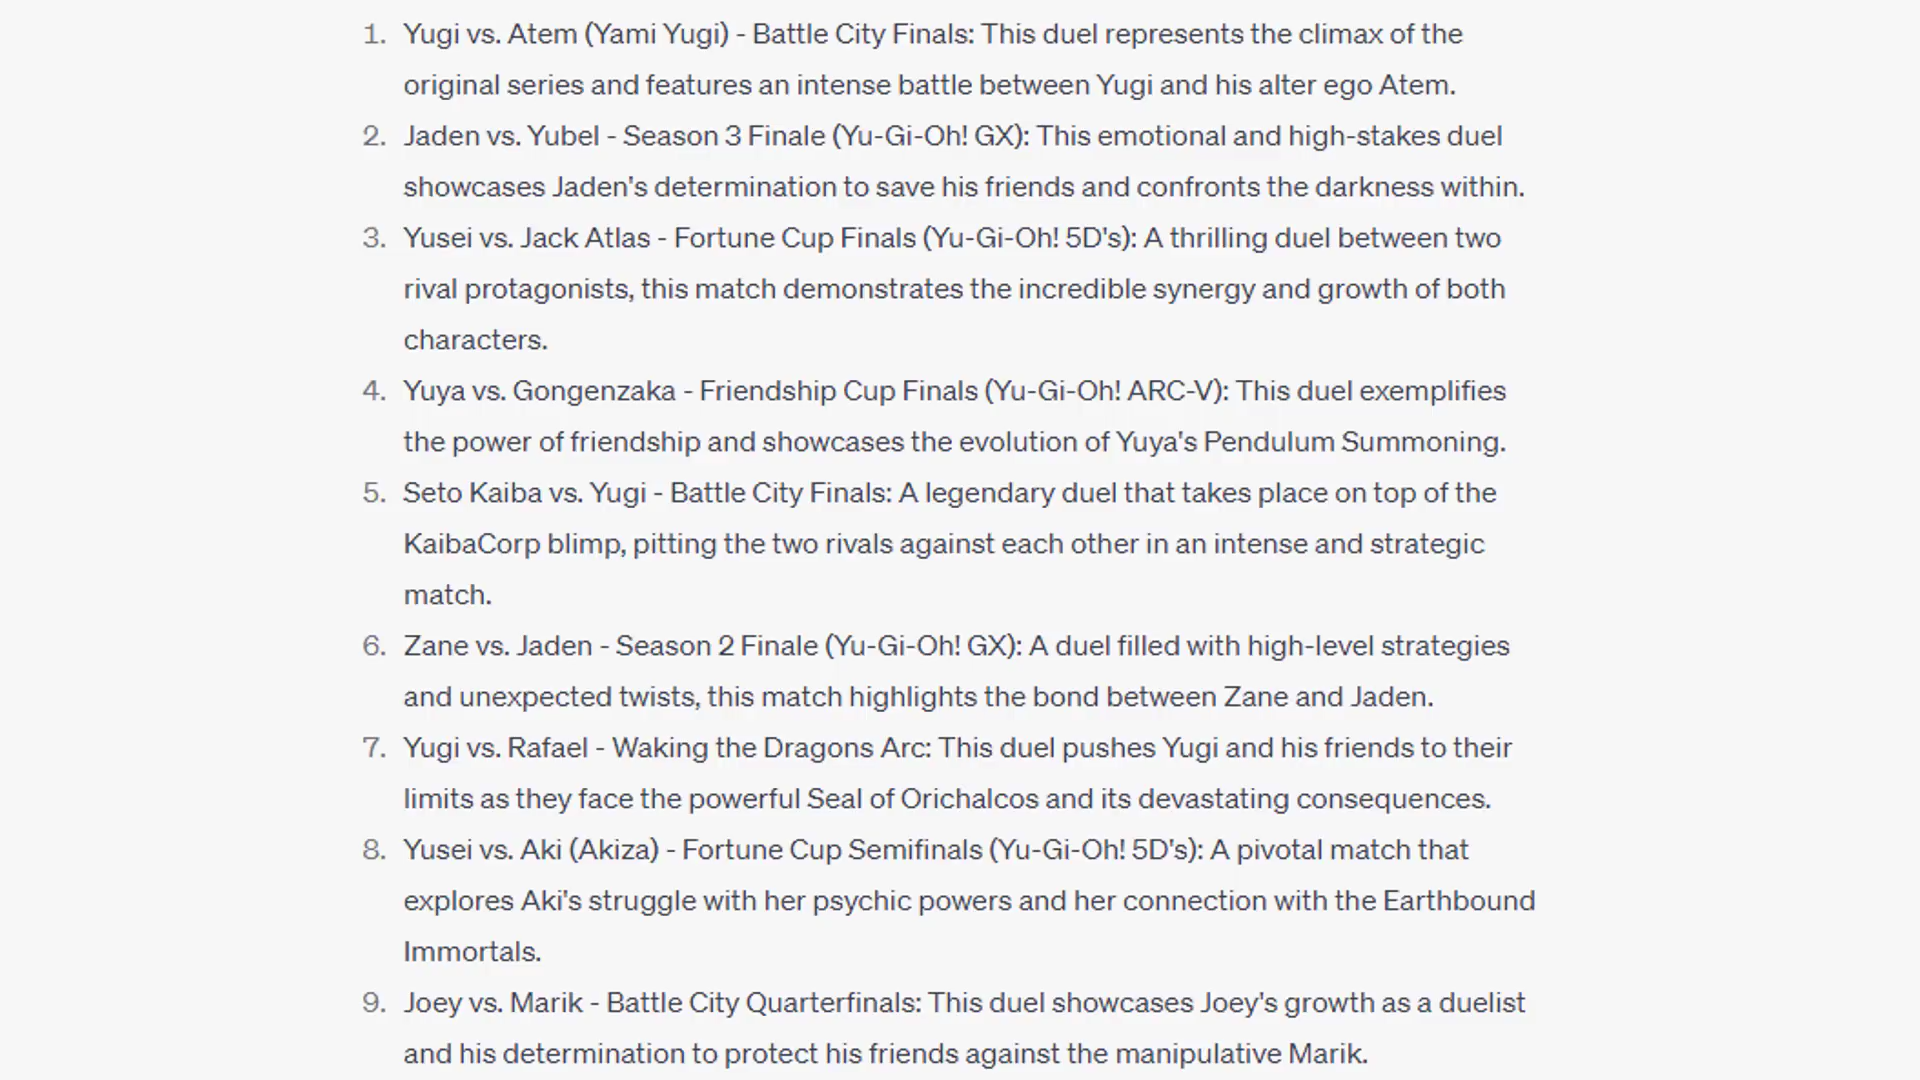 1. Yugi vs. Atem (Yami Yugi) - Battle City Finals: This duel represents the climax of the
original series and features an intense battle between Yugi and his alter ego Atem.
2. Jaden vs. Yubel - Season 3 Finale (Yu-Gi-Oh! GX): This emotional and high-stakes duel
showcases Jaden's determination to save his friends and confronts the darkness within.
3. Yusei vs. Jack Atlas - Fortune Cup Finals (Yu-Gi-Oh! 5D's): A thrilling duel between two
rival protagonists, this match demonstrates the incredible synergy and growth of both
characters.
4. Yuya vs. Gongenzaka - Friendship Cup Finals (Yu-Gi-Oh! ARC-V): This duel exemplifies
the power of friendship and showcases the evolution of Yuya's Pendulum Summoning.
5. Seto Kaiba vs. Yugi - Battle City Finals: A legendary duel that takes place on top of the
KaibaCorp blimp, pitting the two rivals against each other in an intense and strategic
match.
6. Zane vs. Jaden - Season 2 Finale (Yu-Gi-Oh! GX): A duel filled with high-level strategies
and unexpected twists, this match highlights the bond between Zane and Jaden.
7. Yugi vs. Rafael - Waking the Dragons Arc: This duel pushes Yugi and his friends to their
limits as they face the powerful Seal of Orichalcos and its devastating consequences.
8. Yusei vs. Aki (Akiza) - Fortune Cup Semifinals (Yu-Gi-Oh! 5D's): A pivotal match that
explores Aki's struggle with her psychic powers and her connection with the Earthbound
Immortals.
9. Joey vs. Marik - Battle City Quarterfinals: This duel showcases Joey's growth as a duelist
and his determination to protect his friends against the manipulative Marik.